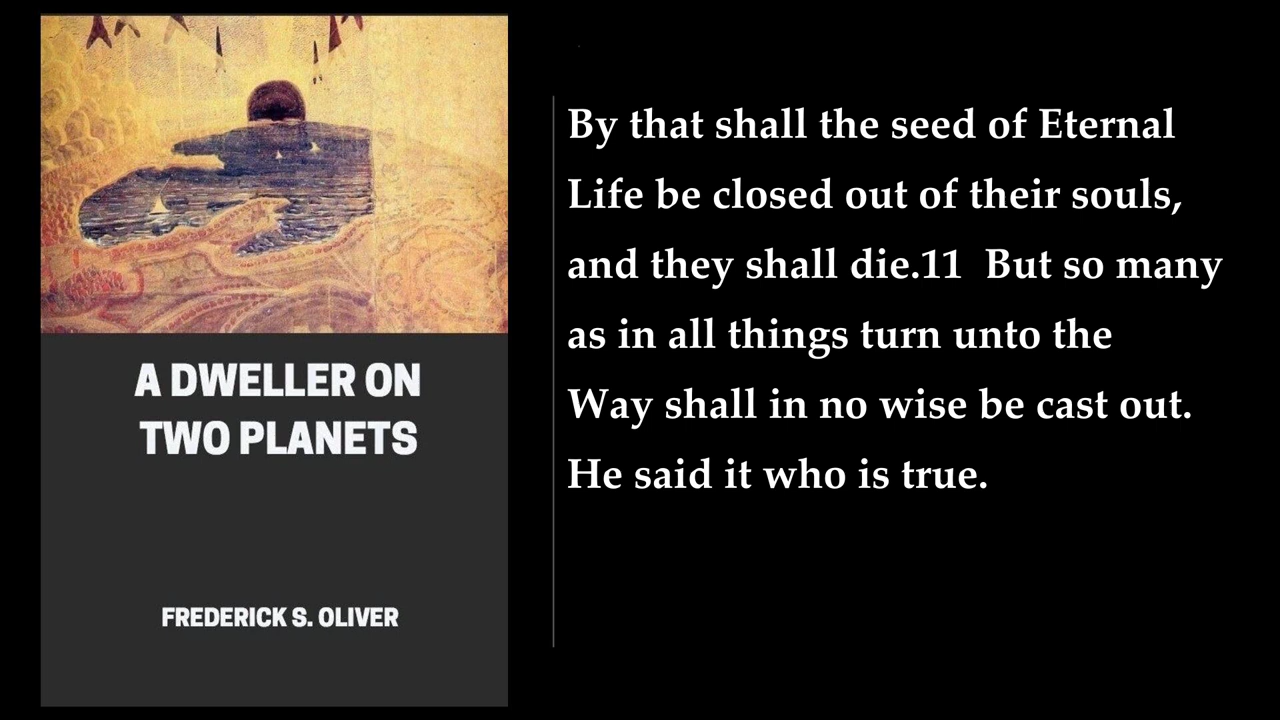 A DWELLER ON
TWO PLANETS
FREDERICK S. OLIVER
By that shall the seed of Eternal
Life be closed out of their souls,
and they shall die.11  But so many
as in all things turn unto the
Way shall in no wise be cast out.
He said it who is true.